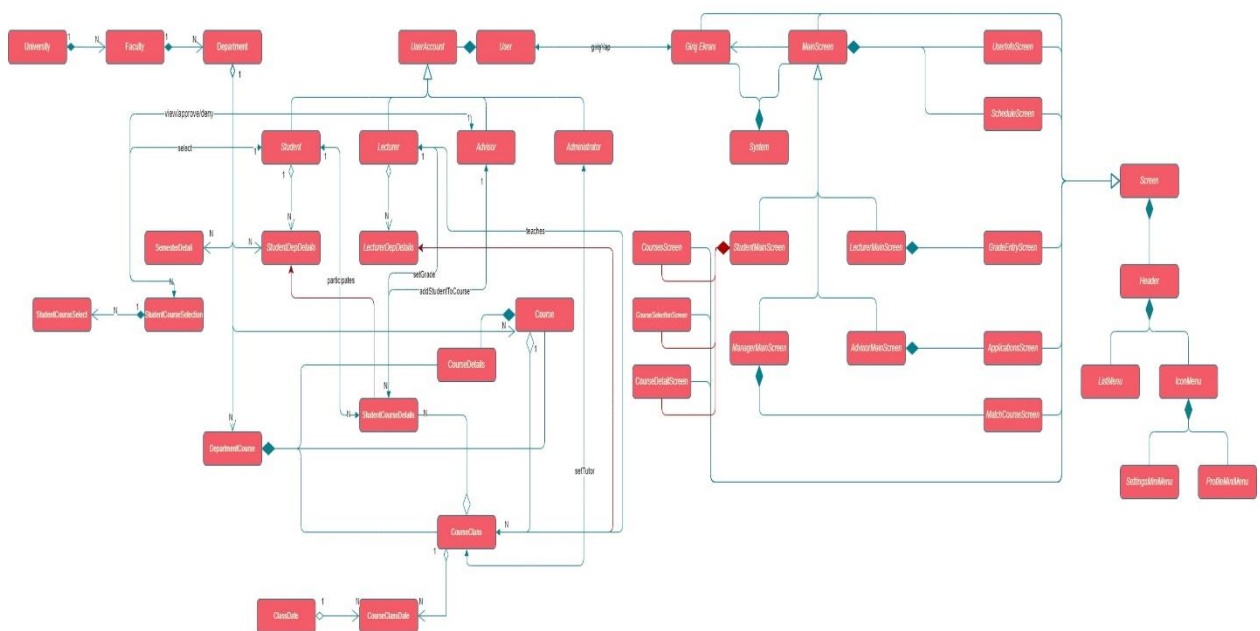 University
1
N
Faculty
1
N
Department
1
UserAccount
User
girişYap
Giriş Ekranı
MainScreen
UserInfoScreen
ScheduleScreen
System
Screen
view/approve/deny
select
1
Student
1
1
Lecturer
1
1
Advisor
1
Administrator
teaches
N
N
SemesterDetail
N
N
StudentDepDetails
LecturerDepDetails
participates
setGrade
addStudentToCourse
N
StudentCourseSelect
N
1
StudentCourseSelection
Course
N
1
CourseDetails
N
N
StudentCourseDetails
N
N
DepartmentCourse
setTutor
CourseClass
N
1
ClassDate
1
N
CourseClassDate
N
CoursesScreen
StudentMainScreen
LecturerMainScreen
GradeEntryScreen
CourseSelectionScreen
ManagerMainScreen
AdvisorMainScreen
ApplicationsScreen
CourseDetailScreen
MatchCourseScreen
Header
ListMenu
IconMenu
SettingsMiniMenu
ProfileMiniMenu